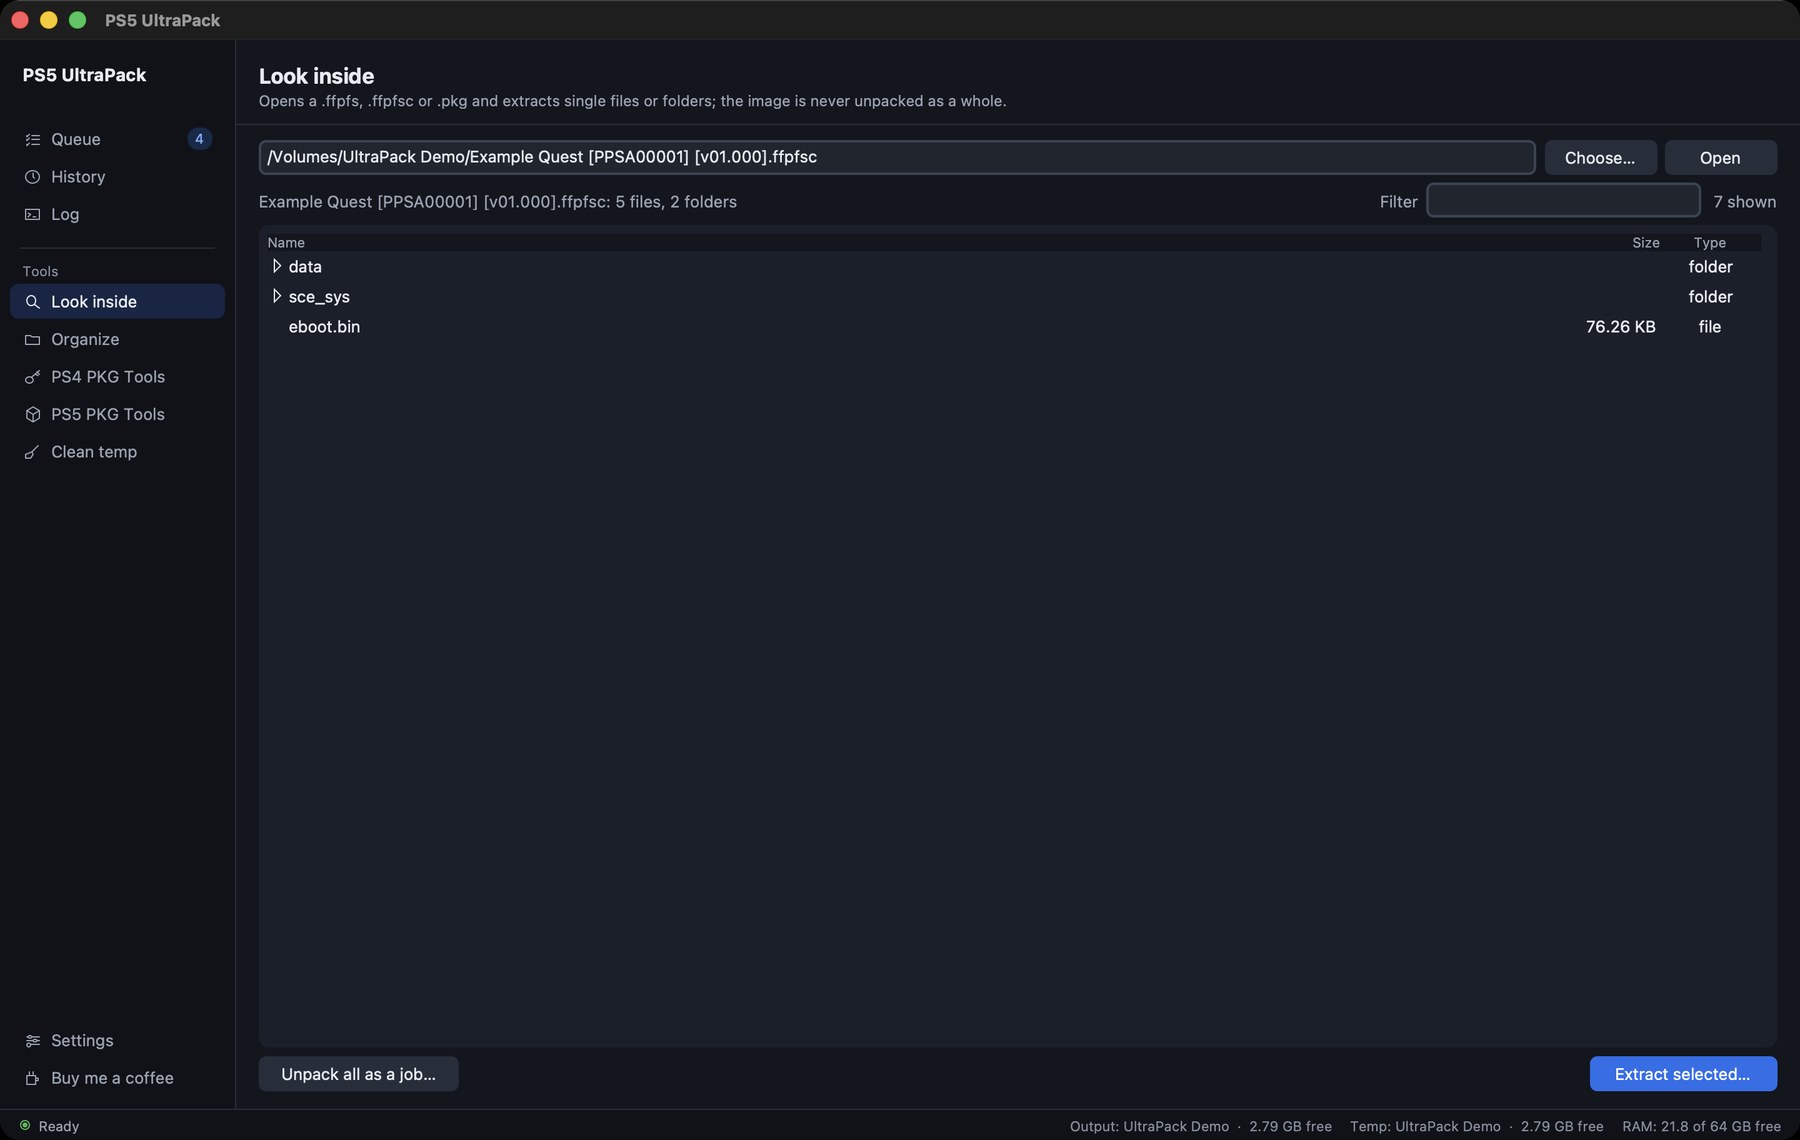 PS5 UltraPack
PS5 UltraPack
Queue 4
History
Log
Tools
Look inside
Organize
PS4 PKG Tools
PS5 PKG Tools
Clean temp
Settings
Buy me a coffee
Look inside
Opens a .ffpfs, .ffpfsc or .pkg and extracts single files or folders; the image is never unpacked as a whole.
/Volumes/UltraPack Demo/Example Quest [PPSA00001] [v01.000].ffpfsc Choose... Open
Example Quest [PPSA00001] [v01.000].ffpfsc: 5 files, 2 folders Filter 7 shown
Name Size Type
data folder
sce_sys folder
eboot.bin 76.26 KB file
Unpack all as a job... Extract selected...
Ready Output: UltraPack Demo · 2.79 GB free Temp: UltraPack Demo · 2.79 GB free RAM: 21.8 of 64 GB free